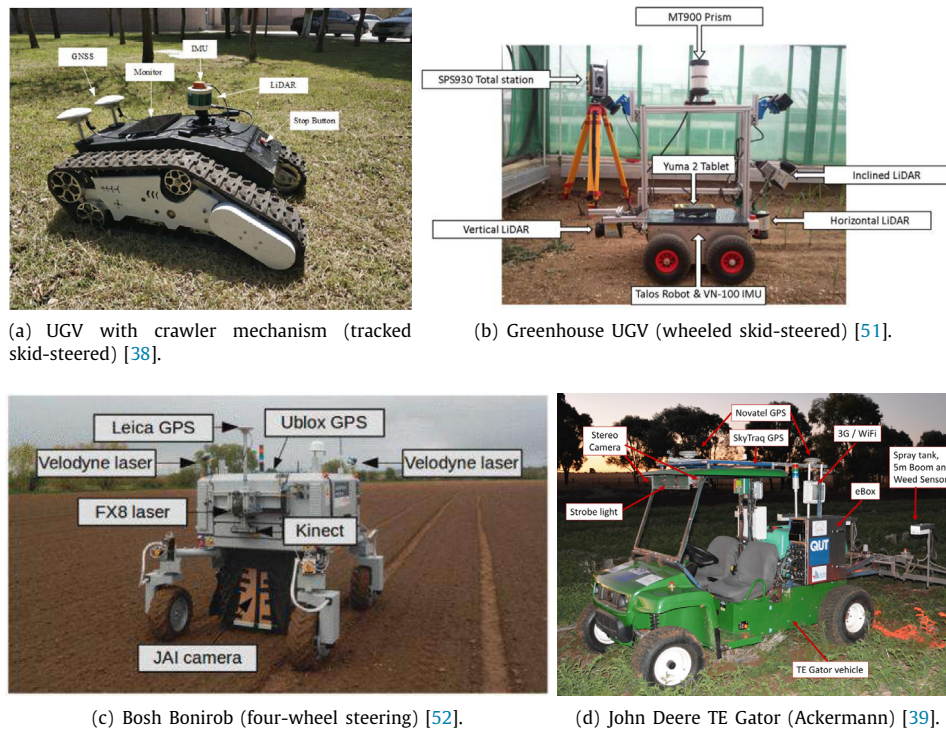 GNSS
Monitor
IMU
LiDAR
Stop Button
(a) UGV with crawler mechanism (tracked
skid-steered) [38].
MT900 Prism
SPS930 Total station
Yuma 2 Tablet
Inclined LiDAR
Vertical LiDAR
Horizontal LiDAR
Talos Robot & VN-100 IMU
(b) Greenhouse UGV (wheeled skid-steered) [51].
Leica GPS
Ublox GPS
Velodyne laser
Velodyne laser
FX8 laser
Kinect
JAI camera
(c) Bosh Bonirob (four-wheel steering) [52].
Novatel GPS
Stereo
Camera
SkyTraq GPS
3G / WiFi
Spray tank,
5m Boom an
Weed Sensor
eBox
Strobe light
QUT
TE Gator vehicle
(d) John Deere TE Gator (Ackermann) [39].